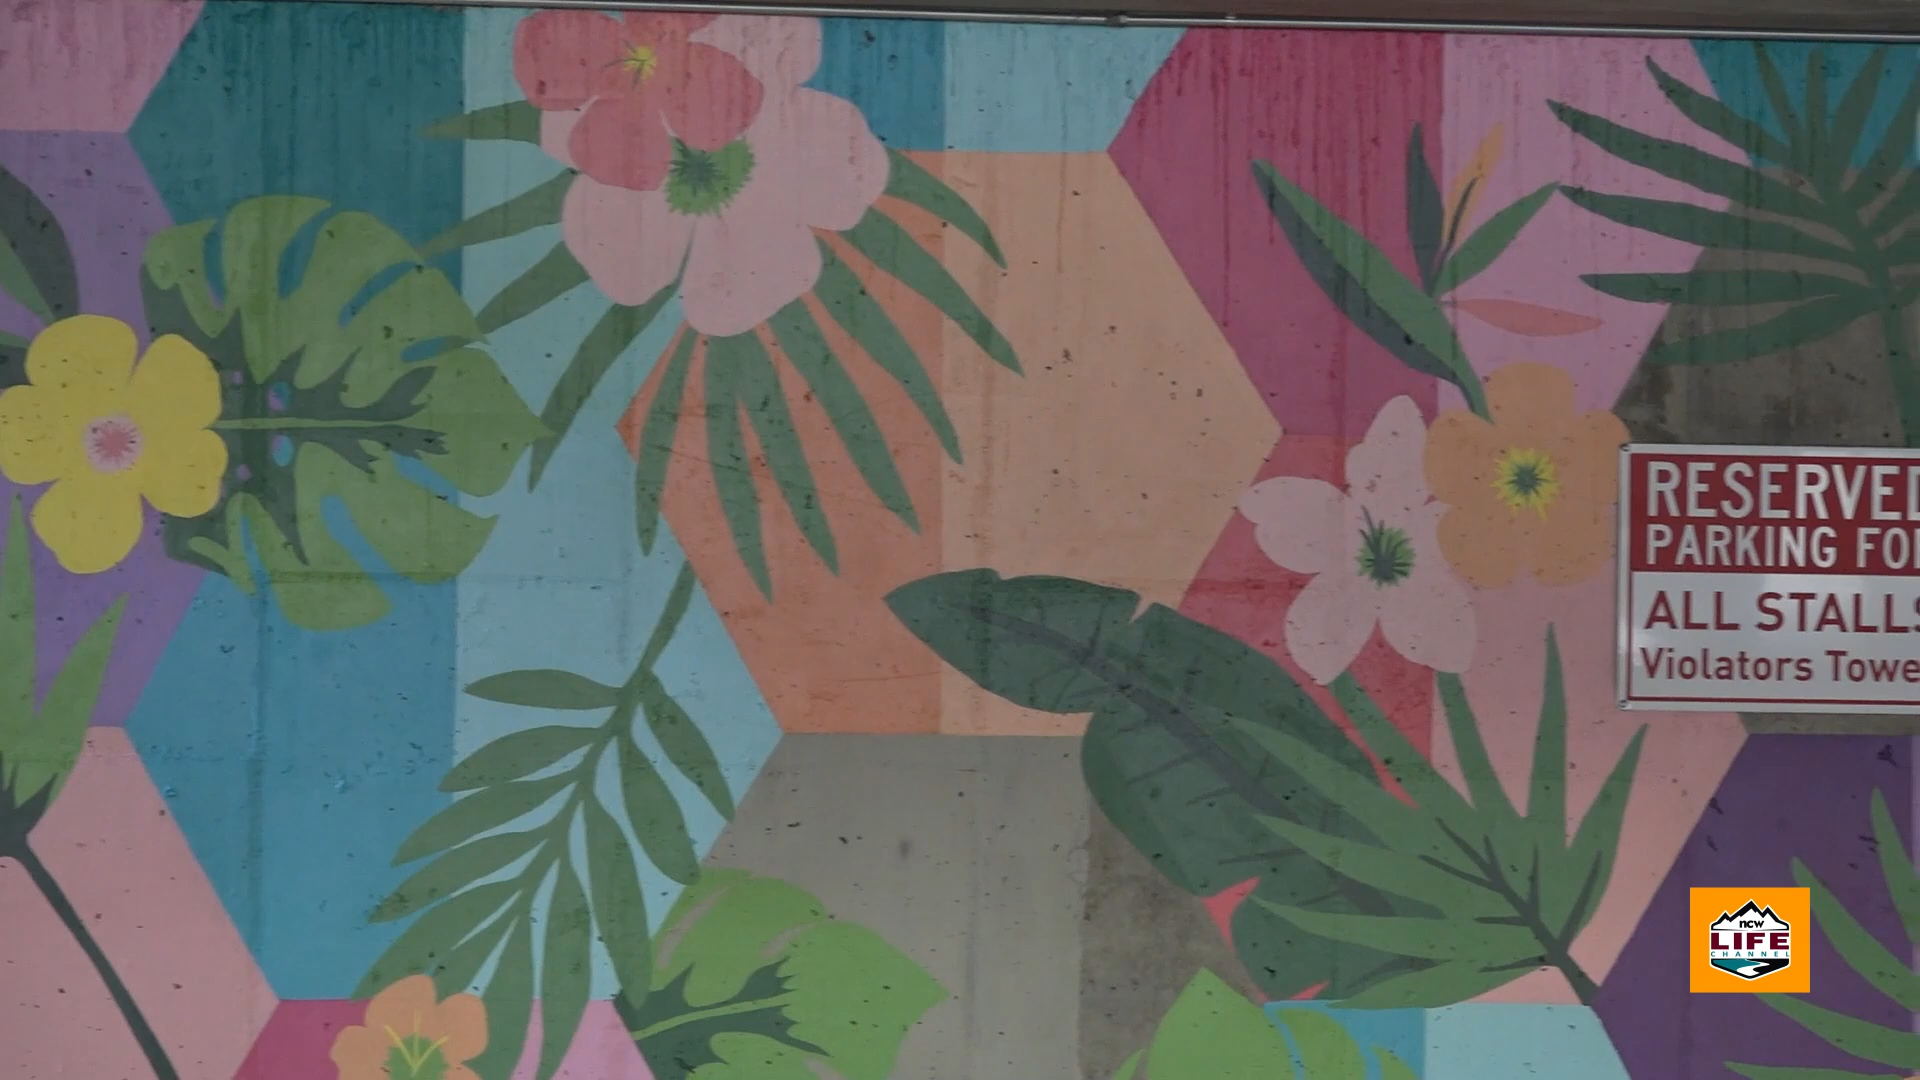 RESERVED
PARKING FO
ALL STALLS
Violators Towe
ncw
LIFE
CHANNEL